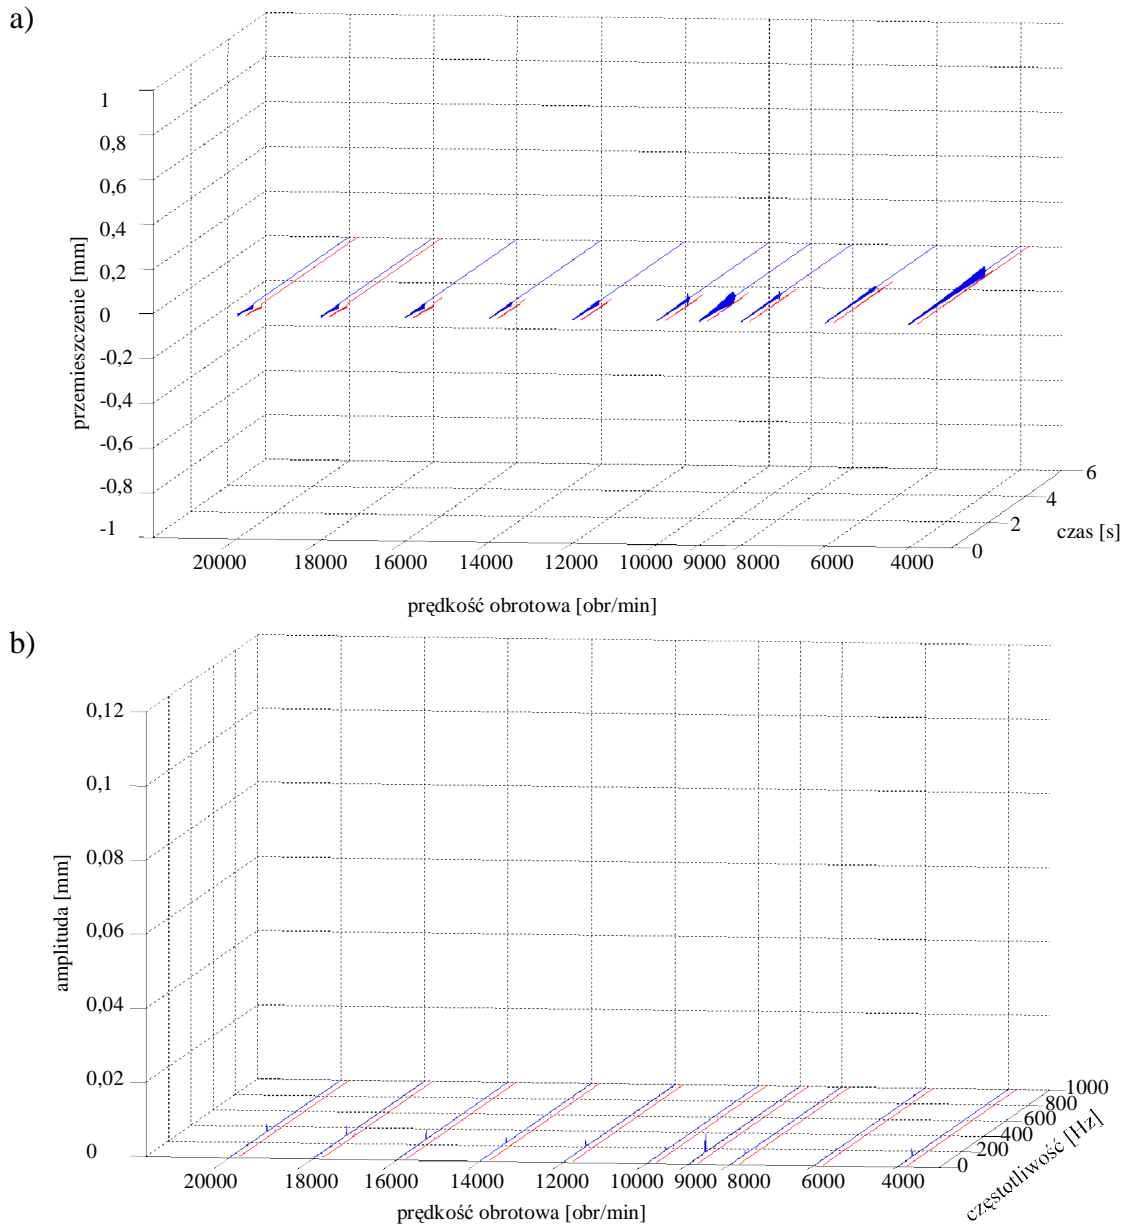 a)
1
0,8
0,6
0,4
0,2
0
-0,2
-0,4
-0,6
-0,8
-1
przemieszczenie [mm]
6
4
2
0
czas [s]
20000 18000 16000 14000 12000 10000 9000 8000 6000 4000
prędkość obrotowa [obr/min]
b)
0,12
0,1
0,08
0,06
0,04
0,02
0
amplituda [mm]
1000
800
600
400
200
0
częstotliwość [Hz]
20000 18000 16000 14000 12000 10000 9000 8000 6000 4000
prędkość obrotowa [obr/min]